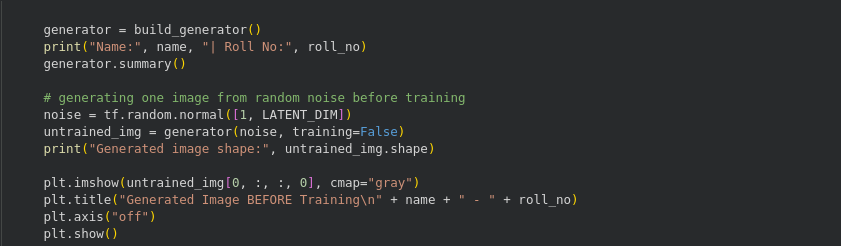 generator = build_generator()
print("Name:", name, "| Roll No:", roll_no)
generator.summary()
# generating one image from random noise before training
noise = tf.random.normal([1, LATENT_DIM])
untrained_img = generator(noise, training=False)
print("Generated image shape:", untrained_img.shape)
plt.imshow(untrained_img[0, :, :, 0], cmap="gray")
plt.title("Generated Image BEFORE Training\n" + name + " - " + roll_no)
plt.axis("off")
plt.show()